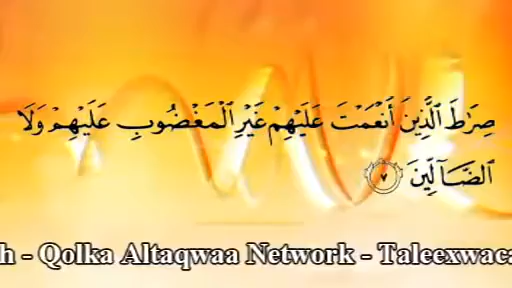 صِرَٰطَ ٱلَّذِينَ أَنْعَمْتَ عَلَيْهِمْ غَيْرِ ٱلْمَغْضُوبِ عَلَيْهِمْ وَلَا
ٱلضَّآلِّينَ ٧
h - Qolka Altaqwaa Network - Taleexwaca